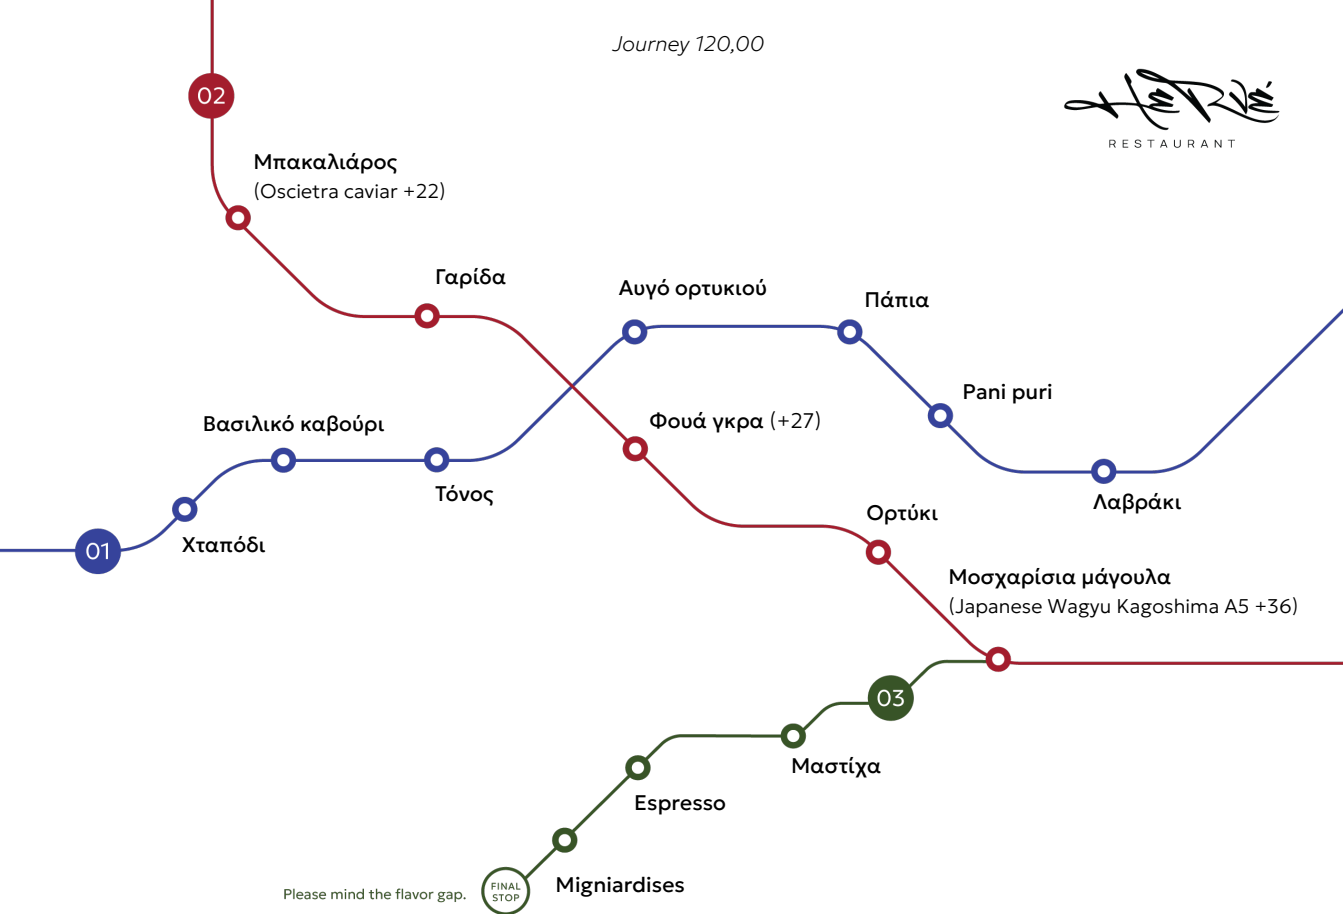 Journey 120,00
HERVÉ
RESTAURANT
02
Μπακαλιάρος
(Oscietra caviar +22)
Γαρίδα
Αυγό ορτυκιού
Πάπια
Pani puri
Βασιλικό καβούρι
Φουά γκρα (+27)
Τόνος
Λαβράκι
Ορτύκι
01
Χταπόδι
Μοσχαρίσια μάγουλα
(Japanese Wagyu Kagoshima A5 +36)
03
Μαστίχα
Espresso
Migniardises
Please mind the flavor gap.
FINAL
STOP